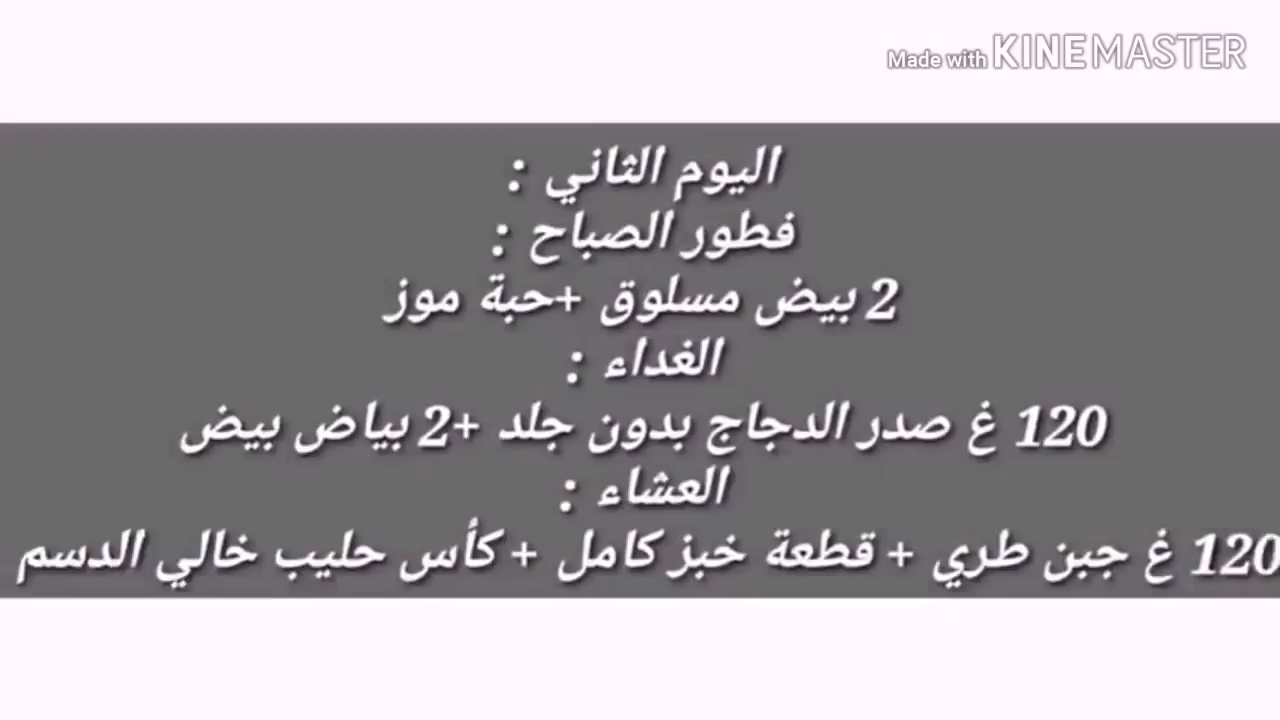 Made with KINEMASTER
اليوم الثاني :
فطور الصباح :
2 بيض مسلوق +حبة موز
الغداء :
120 غ صدر الدجاج بدون جلد +2 بياض بيض
العشاء :
120 غ جبن طري + قطعة خبز كامل + كأس حليب خالي الدسم